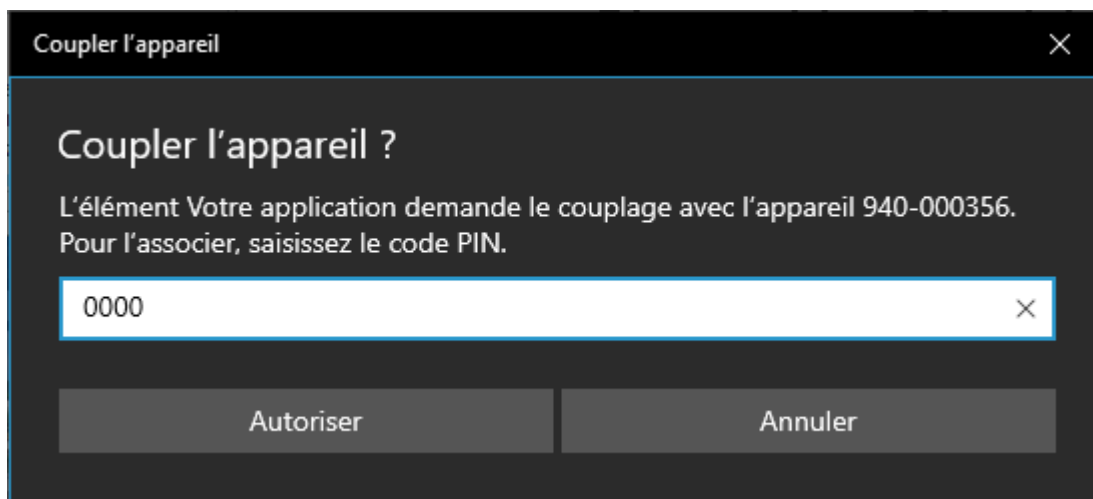 Coupler l’appareil
Coupler l’appareil ?
L’élément Votre application demande le couplage avec l’appareil 940-000356.
Pour l’associer, saisissez le code PIN.
0000
Autoriser
Annuler